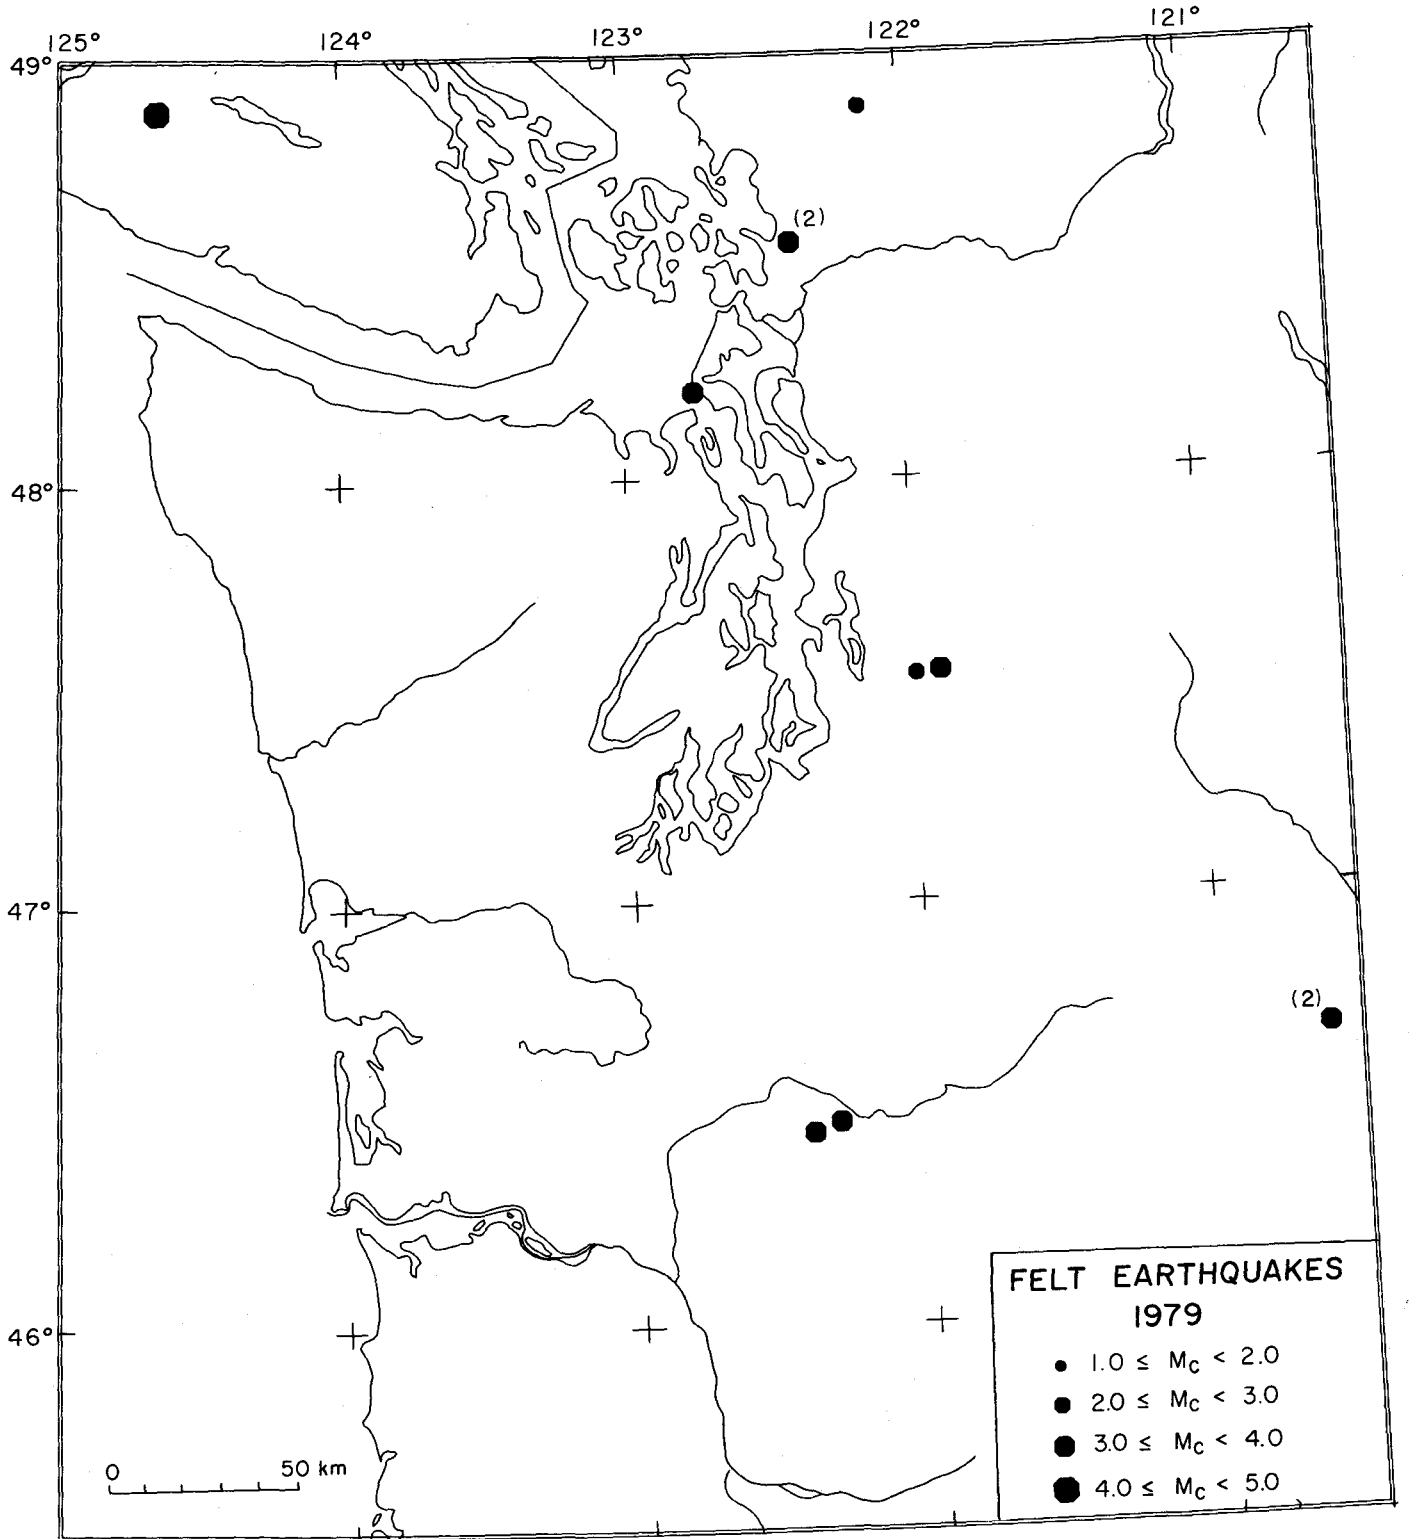 125° 124° 123° 122° 121°
49°
(2)
48°
47°
(2)
46°
FELT EARTHQUAKES
1979
1.0 ≤ Mc < 2.0
2.0 ≤ Mc < 3.0
3.0 ≤ Mc < 4.0
4.0 ≤ Mc < 5.0
0 50 km